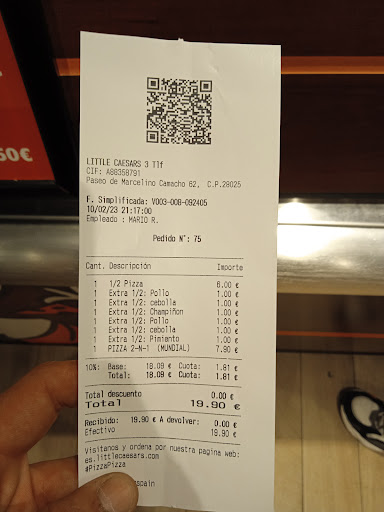 60€
LITTLE CAESARS 3 Tlf
CIF: A88358791
Paseo de Marcelino Camacho 62, C.P.28025
F. Simplificada: V003-00B-092405
10/02/23 21:17:00
Empleado : MARIO R.
Pedido Nº: 75
Cant. Descripción Importe
1 1/2 Pizza 6.00 €
1 Extra 1/2: Pollo 1.00 €
1 Extra 1/2: cebolla 1.00 €
1 Extra 1/2: Champiñon 1.00 €
1 Extra 1/2: Pollo 1.00 €
1 Extra 1/2: cebolla 1.00 €
1 Extra 1/2: Pimiento 1.00 €
1 PIZZA 2-N-1 (MUNDIAL) 7.90 €
10%: Base: 18.09 € Cuota: 1.81 €
Total: 18.09 € Cuota: 1.81 €
Total descuento 0.00 €
Total 19.90 €
Recibido: 19.90 € A devolver: 0.00 €
Efectivo 19.90 €
Visitanos y ordena por nuestra pagina web:
es.littlecaesars.com
#PizzaPizza
spain